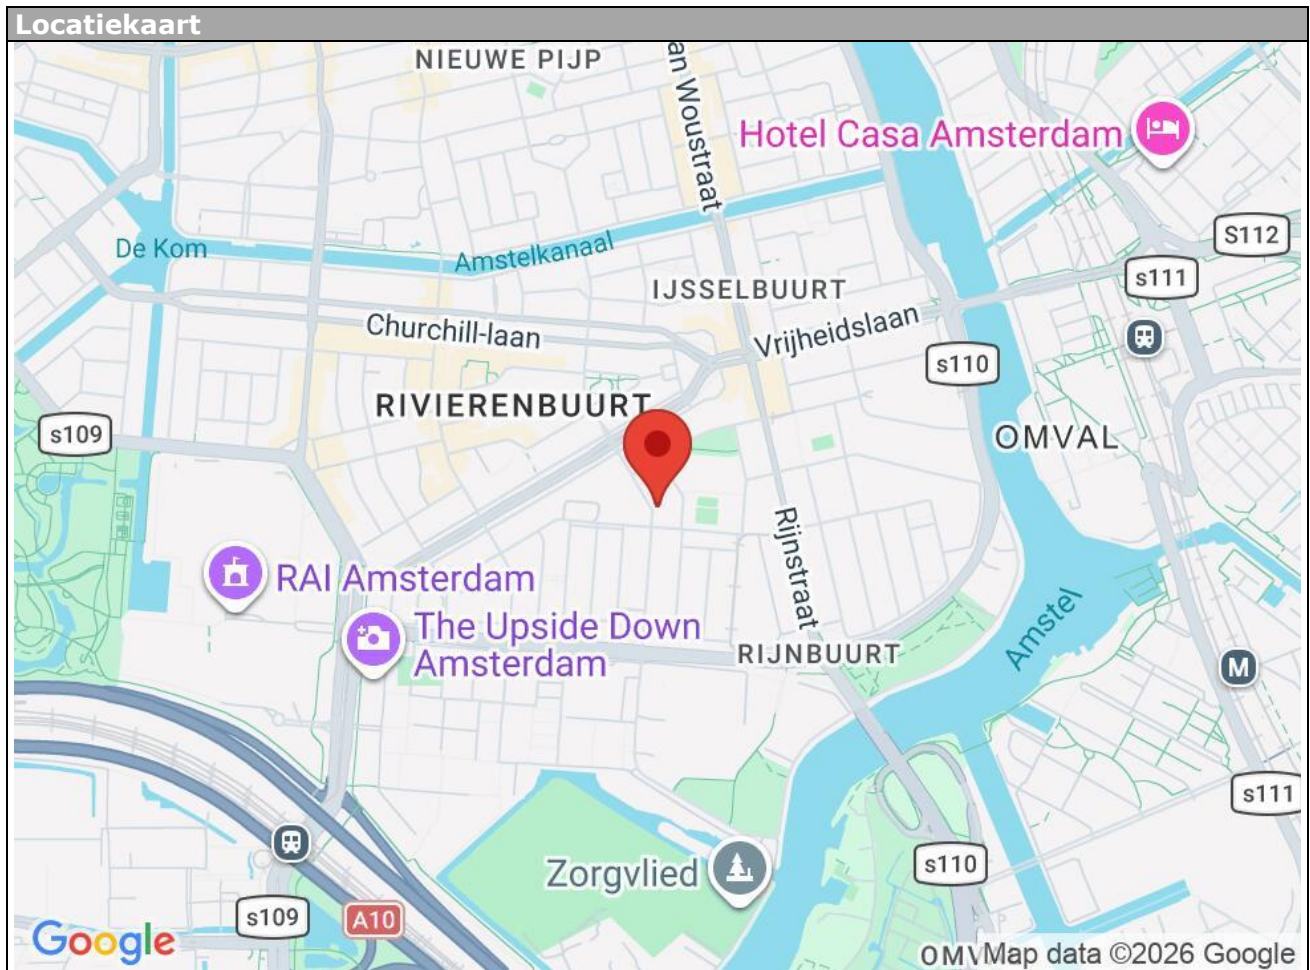 Locatiekaart
NIEUWE PIJP
an Woustraat
Hotel Casa Amsterdam
S112
De Kom
Amstelkanaal
s111
IJSSELBUURT
Churchill-laan
Vrijheidslaan
s110
RIVIERENBUURT
s109
OMVAL
Rijnstraat
RAI Amsterdam
The Upside Down
Amsterdam
Amstel
RIJNBUURT
M
s111
Zorgvlied
s110
s109
A10
Google
OMV
Map data ©2026 Google